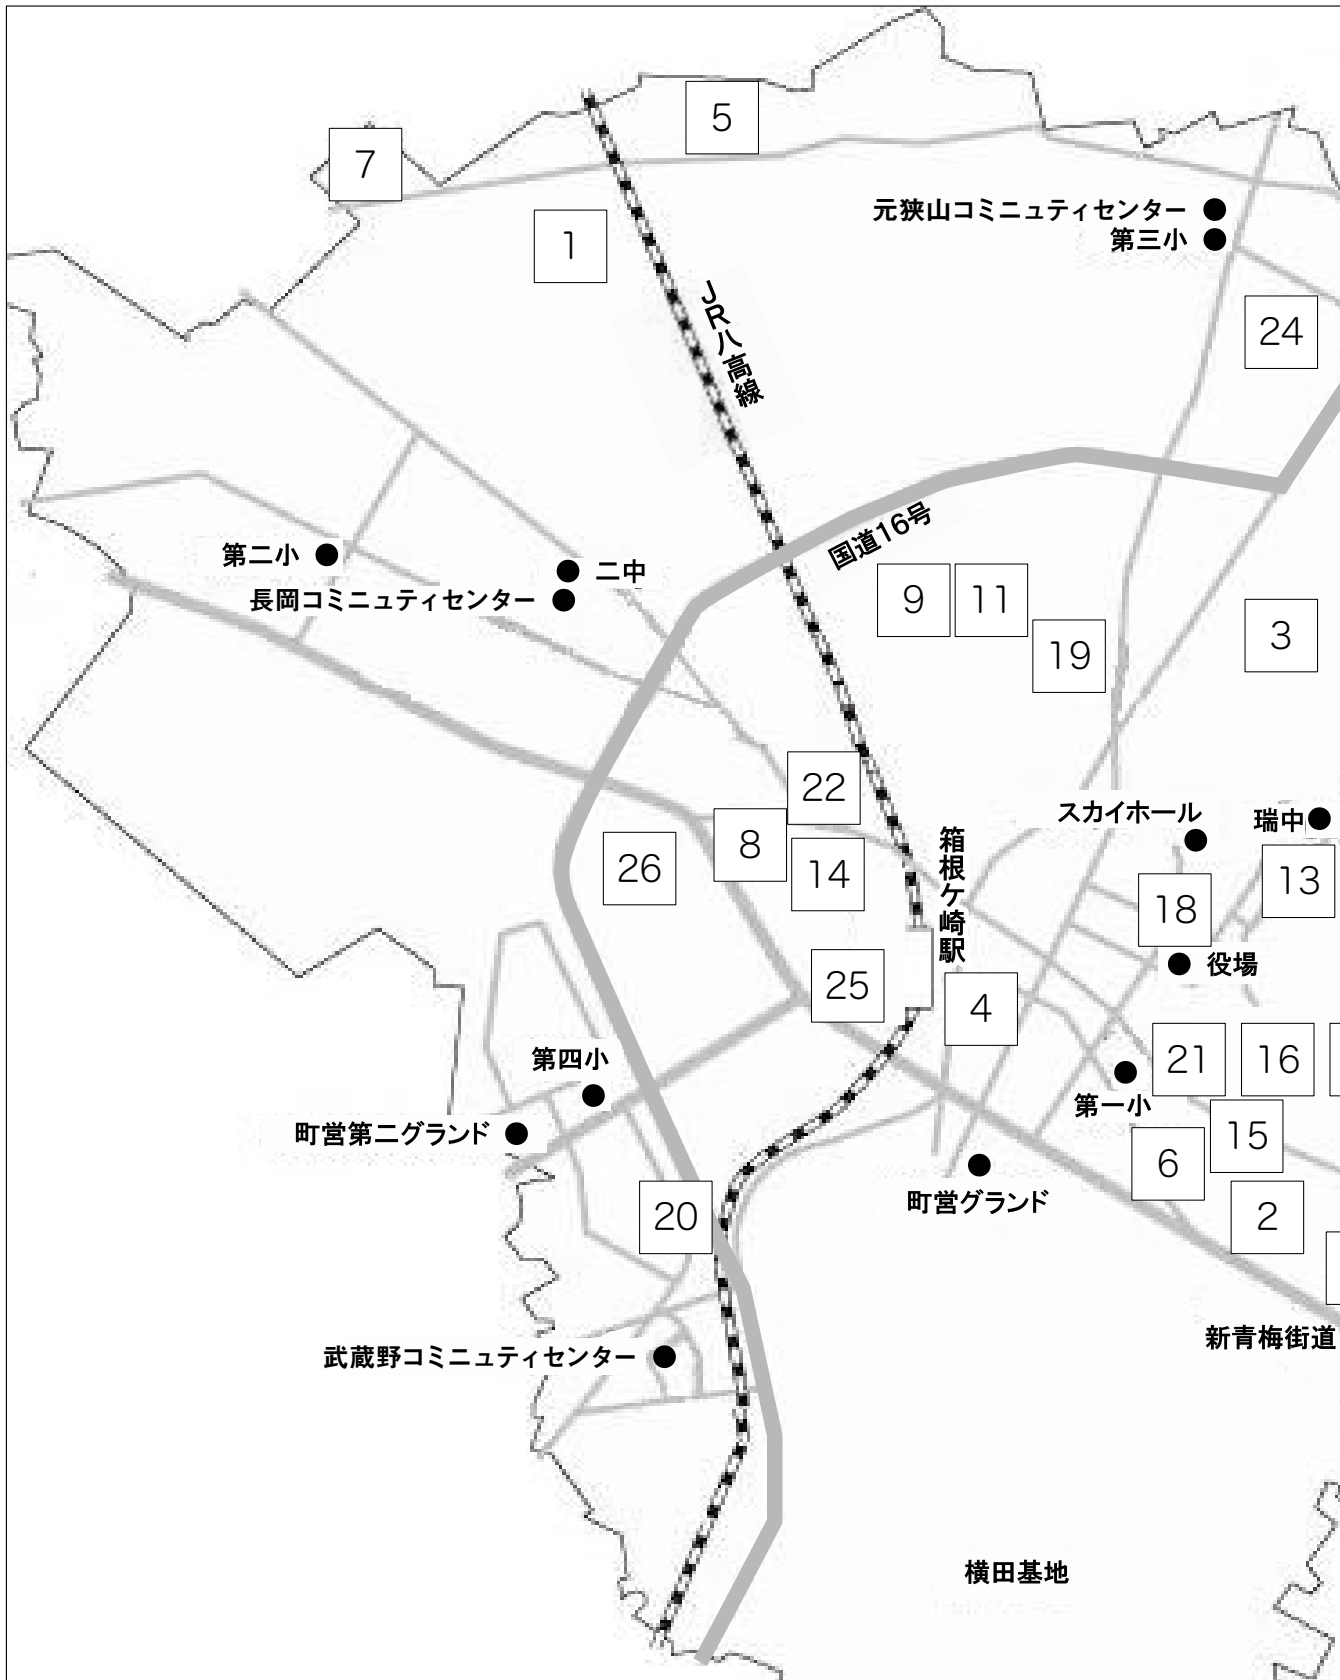 5
7
元狭山コミニュティセンター
1
第三小
JR八高線
24
国道16号
第二小
二中
長岡コミニュティセンター
9
11
19
3
22
スカイホール
瑞中
8
26
14
箱根ケ崎駅
13
18
役場
25
4
第四小
21
16
第一小
町営第二グランド
15
6
町営グランド
20
2
新青梅街道
武蔵野コミニュティセンター
横田基地